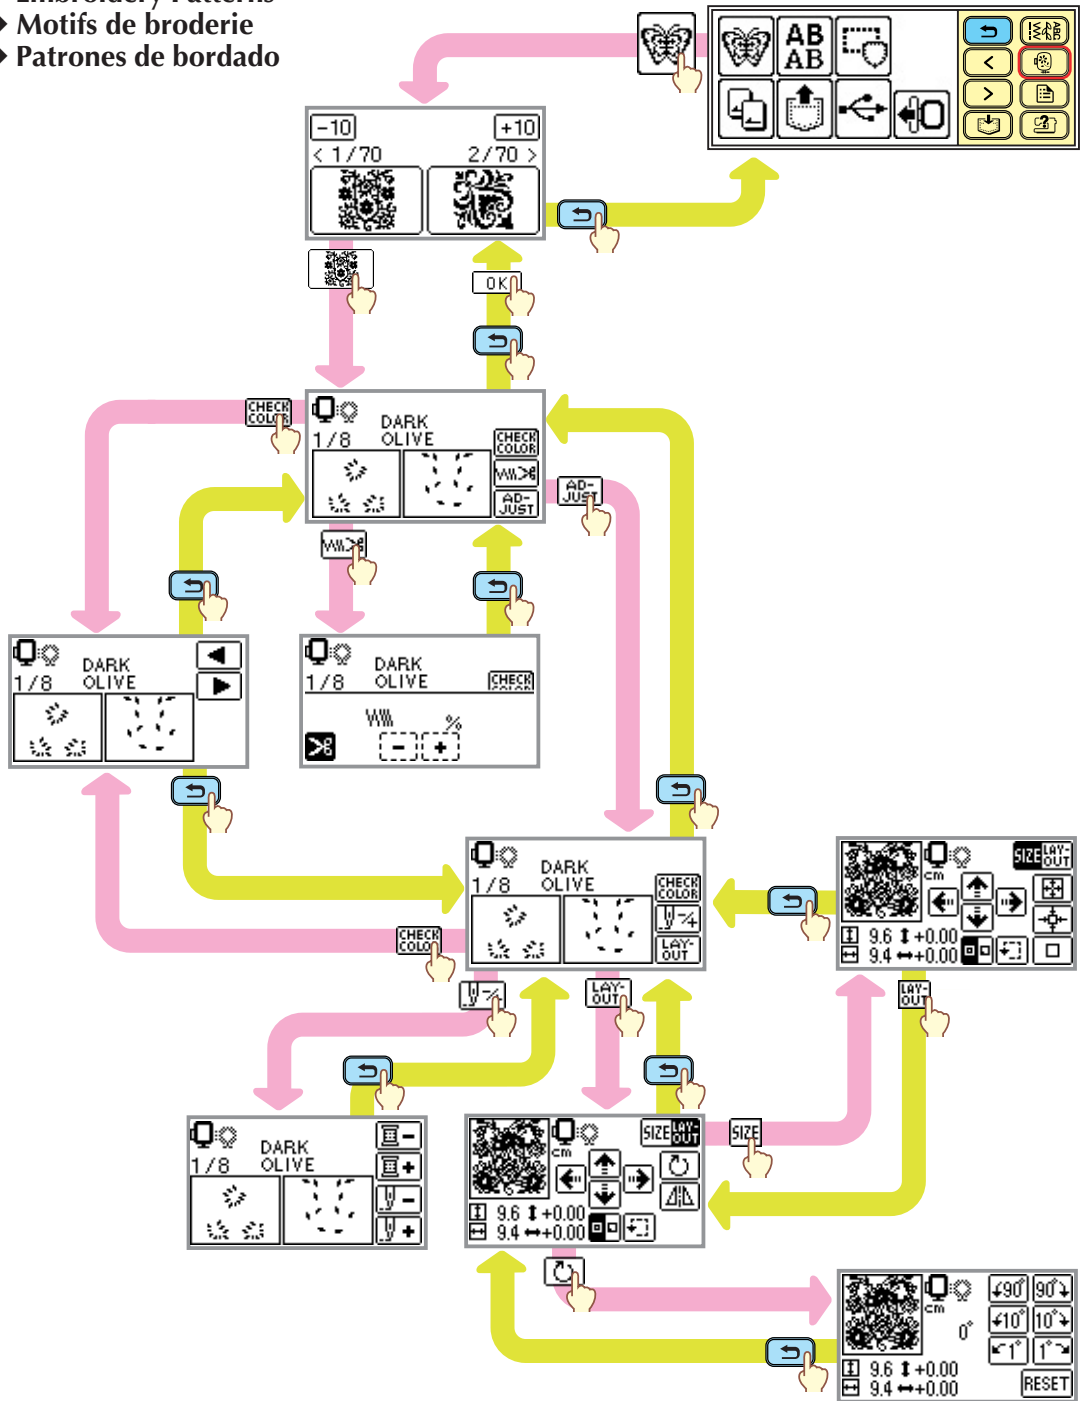 Embroidery Patterns
Motifs de broderie
Patrones de bordado
AB
AB
-10 +10
< 1/70 2/70 >
OK
CHECK
COLOR
DARK
OLIVE
1/8
CHECK
COLOR
AD-
JUST
AD-
JUST
DARK
OLIVE
1/8
DARK
OLIVE
1/8
CHECK
%
- +
DARK
OLIVE
1/8
CHECK
COLOR
LAY-
OUT
CHECK
COLOR
LAY-
OUT
cm
SIZE LAY-
OUT
9.6 +0.00
9.4 +0.00
LAY-
OUT
DARK
OLIVE
1/8
-
+
-
+
cm
SIZE LAY-
OUT
9.6 +0.00
9.4 +0.00
SIZE
cm
0°
90° 90°
10° 10°
1° 1°
9.6 +0.00
9.4 +0.00
RESET